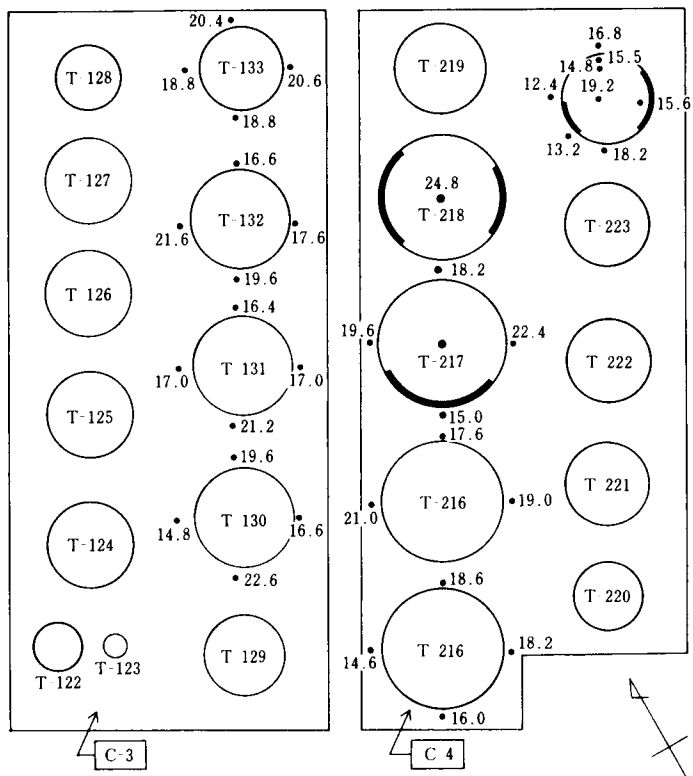 20.4
T-128
T-133
18.8
20.6
18.8
16.6
T-127
T-132
21.6
17.6
19.6
T 126
16.4
T 131
17.0
17.0
T-125
21.2
19.6
T 130
14.8
16.6
T-124
22.6
T 129
T-122
T-123
C-3
T-219
16.8
15.5
14.8
12.4
19.2
15.6
13.2
18.2
24.8
T-218
T-223
18.2
19.6
22.4
T-217
T 222
15.0
17.6
T-216
21.0
19.0
T 221
18.6
T 220
T 216
14.6
18.2
16.0
C 4